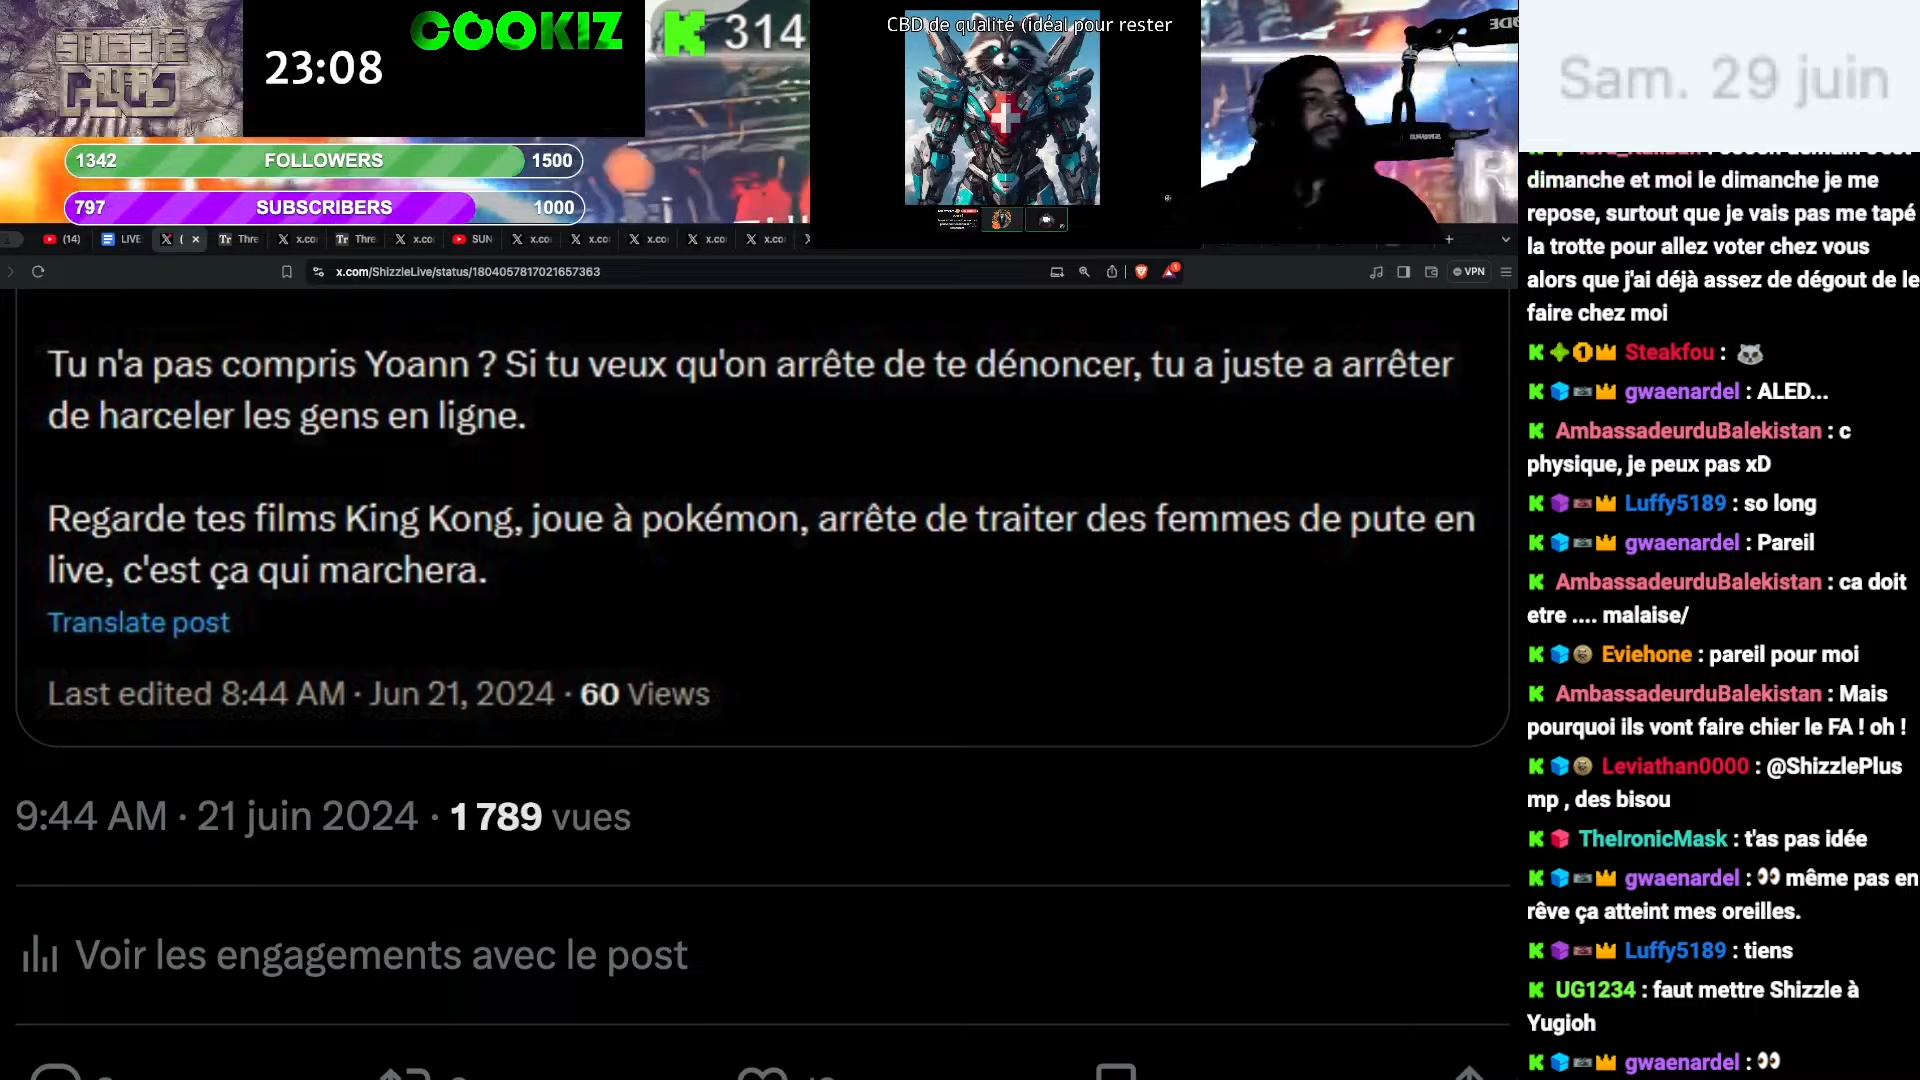 SHIZZLE
PLUS
23:08
COOKIZ
314
CBD de qualité (idéal pour rester
Sam. 29 juin
1342 FOLLOWERS 1500
797 SUBSCRIBERS 1000
(14) LIVE ( Thre x.co Thre x.co SUN x.co x.co x.co x.co x.co
x.com/ShizzleLive/status/1804057817021657363
VPN
Tu n'a pas compris Yoann ? Si tu veux qu'on arrête de te dénoncer, tu a juste a arrêter
de harceler les gens en ligne.
Regarde tes films King Kong, joue à pokémon, arrête de traiter des femmes de pute en
live, c'est ça qui marchera.
Translate post
Last edited 8:44 AM · Jun 21, 2024 · 60 Views
9:44 AM · 21 juin 2024 · 1 789 vues
Voir les engagements avec le post
dimanche et moi le dimanche je me
repose, surtout que je vais pas me tapé
la trotte pour allez voter chez vous
alors que j'ai déjà assez de dégout de le
faire chez moi
Steakfou :
gwaenardel : ALED...
AmbassadeurduBalekistan : c
physique, je peux pas xD
Luffy5189 : so long
gwaenardel : Pareil
AmbassadeurduBalekistan : ca doit
etre .... malaise/
Eviehone : pareil pour moi
AmbassadeurduBalekistan : Mais
pourquoi ils vont faire chier le FA ! oh !
Leviathan0000 : @ShizzlePlus
mp , des bisou
TheIronicMask : t'as pas idée
gwaenardel : 👀 même pas en
rêve ça atteint mes oreilles.
Luffy5189 : tiens
UG1234 : faut mettre Shizzle à
Yugioh
gwaenardel : 👀